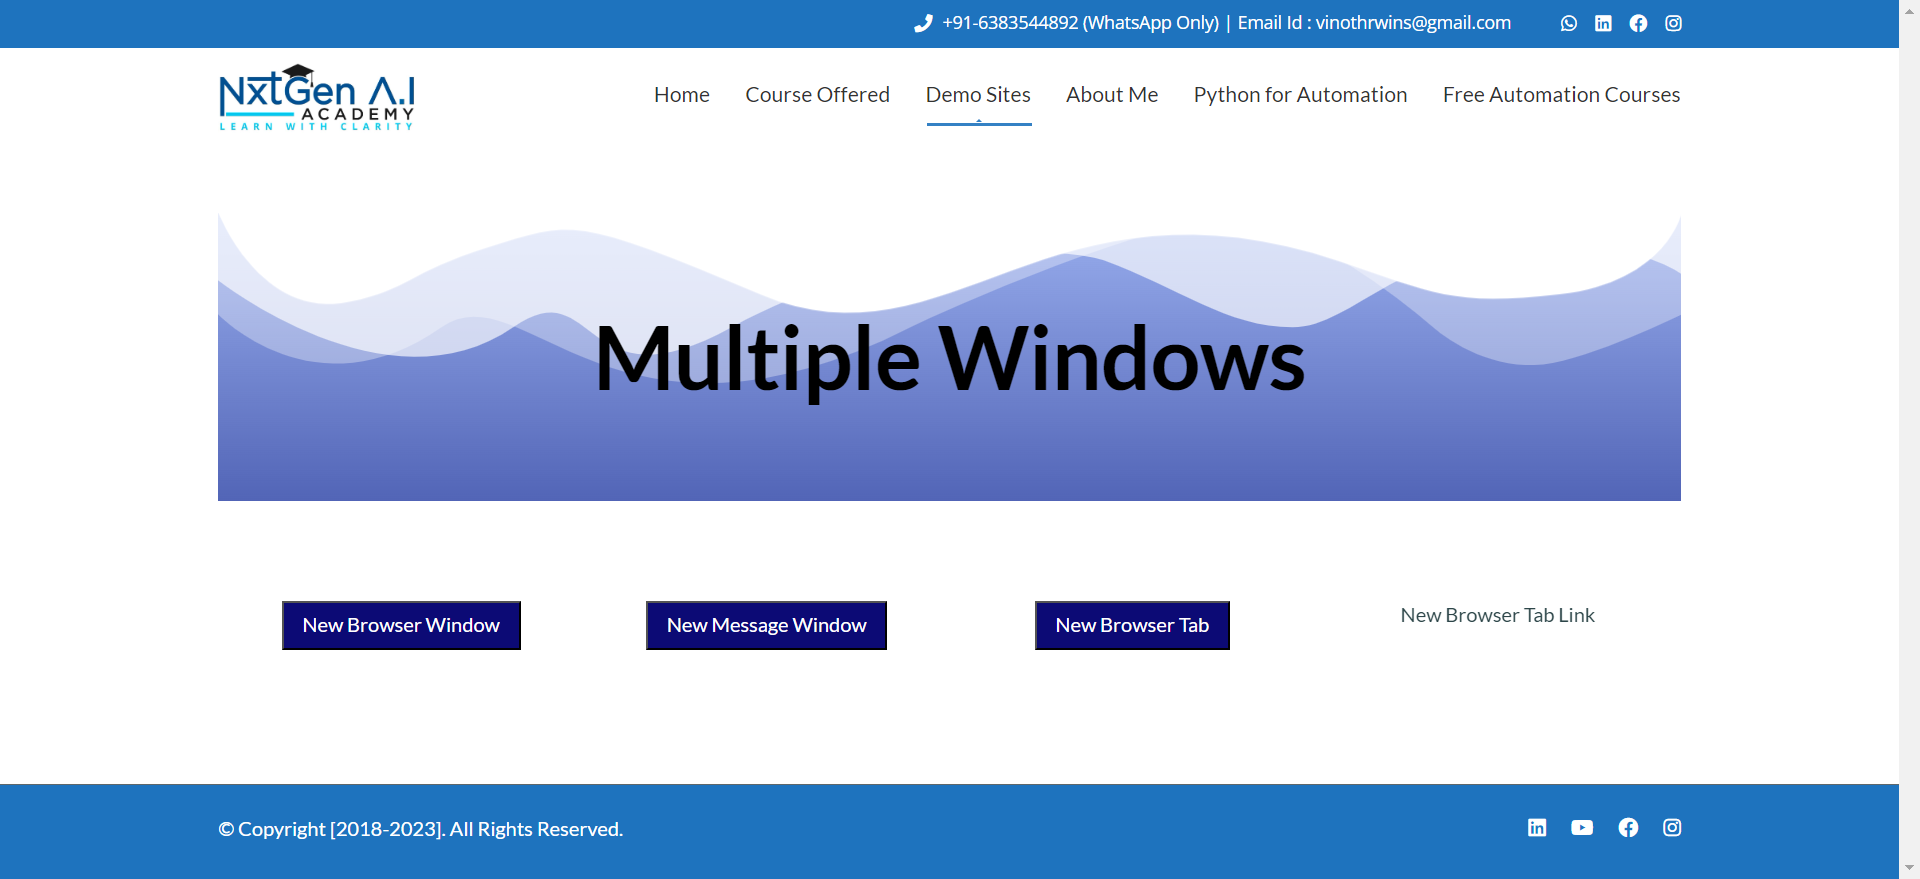 +91-6383544892 (WhatsApp Only) | Email Id : vinothrwins@gmail.com
NxtGen A.I
ACADEMY
LEARN WITH CLARITY
Home Course Offered Demo Sites About Me Python for Automation Free Automation Courses
Multiple Windows
New Browser Window New Message Window New Browser Tab New Browser Tab Link
© Copyright [2018-2023]. All Rights Reserved.